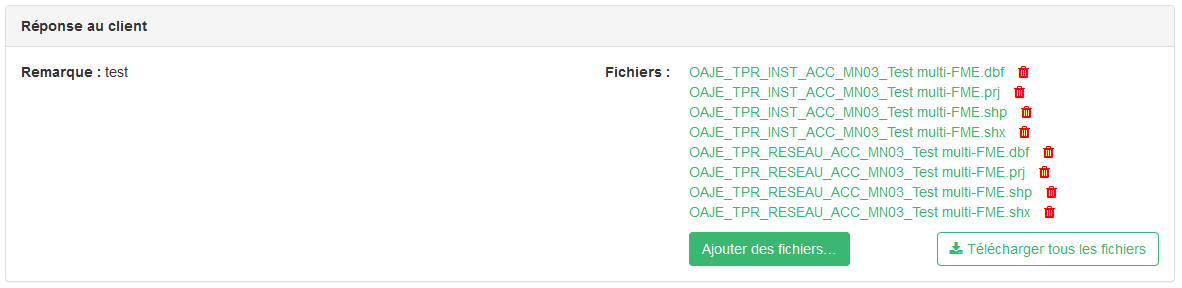 Réponse au client
Remarque : test
Fichiers :
OAJE_TPR_INST_ACC_MN03_Test multi-FME.dbf
OAJE_TPR_INST_ACC_MN03_Test multi-FME.prj
OAJE_TPR_INST_ACC_MN03_Test multi-FME.shp
OAJE_TPR_INST_ACC_MN03_Test multi-FME.shx
OAJE_TPR_RESEAU_ACC_MN03_Test multi-FME.dbf
OAJE_TPR_RESEAU_ACC_MN03_Test multi-FME.prj
OAJE_TPR_RESEAU_ACC_MN03_Test multi-FME.shp
OAJE_TPR_RESEAU_ACC_MN03_Test multi-FME.shx
Ajouter des fichiers...
Télécharger tous les fichiers